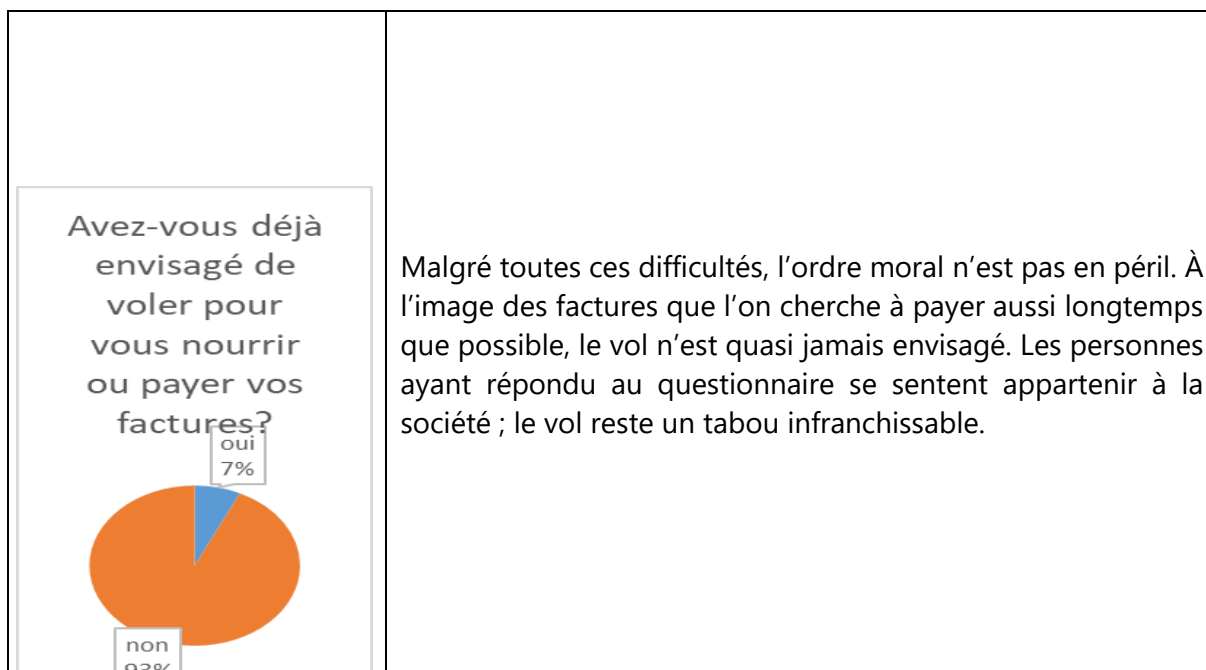 Avez-vous déjà
envisagé de
voler pour
vous nourrir
ou payer vos
factures?
oui
7%
non
93%
Malgré toutes ces difficultés, l’ordre moral n’est pas en péril. À
l’image des factures que l’on cherche à payer aussi longtemps
que possible, le vol n’est quasi jamais envisagé. Les personnes
ayant répondu au questionnaire se sentent appartenir à la
société ; le vol reste un tabou infranchissable.